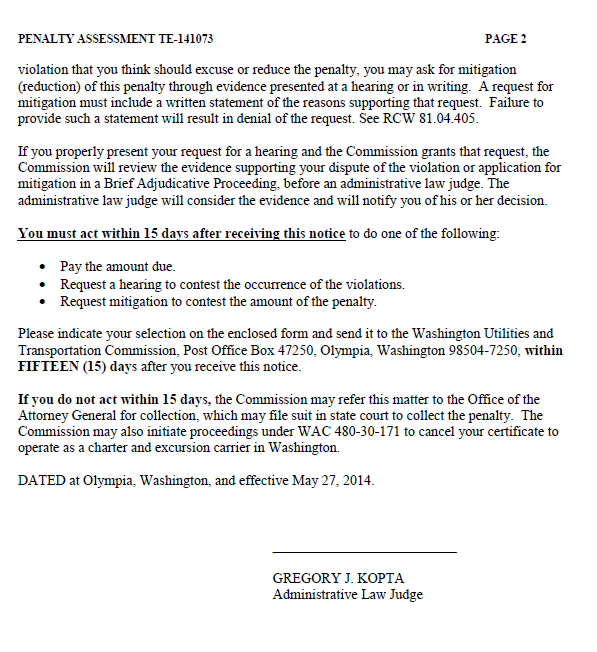 PENALTY ASSESSMENT TE-141073 PAGE 2
violation that you think should excuse or reduce the penalty, you may ask for mitigation
(reduction) of this penalty through evidence presented at a hearing or in writing. A request for
mitigation must include a written statement of the reasons supporting that request. Failure to
provide such a statement will result in denial of the request. See RCW 81.04.405.
If you properly present your request for a hearing and the Commission grants that request, the
Commission will review the evidence supporting your dispute of the violation or application for
mitigation in a Brief Adjudicative Proceeding, before an administrative law judge. The
administrative law judge will consider the evidence and will notify you of his or her decision.
You must act within 15 days after receiving this notice to do one of the following:
• Pay the amount due.
• Request a hearing to contest the occurrence of the violations.
• Request mitigation to contest the amount of the penalty.
Please indicate your selection on the enclosed form and send it to the Washington Utilities and
Transportation Commission, Post Office Box 47250, Olympia, Washington 98504-7250, within
FIFTEEN (15) days after you receive this notice.
If you do not act within 15 days, the Commission may refer this matter to the Office of the
Attorney General for collection, which may file suit in state court to collect the penalty. The
Commission may also initiate proceedings under WAC 480-30-171 to cancel your certificate to
operate as a charter and excursion carrier in Washington.
DATED at Olympia, Washington, and effective May 27, 2014.
GREGORY J. KOPTA
Administrative Law Judge